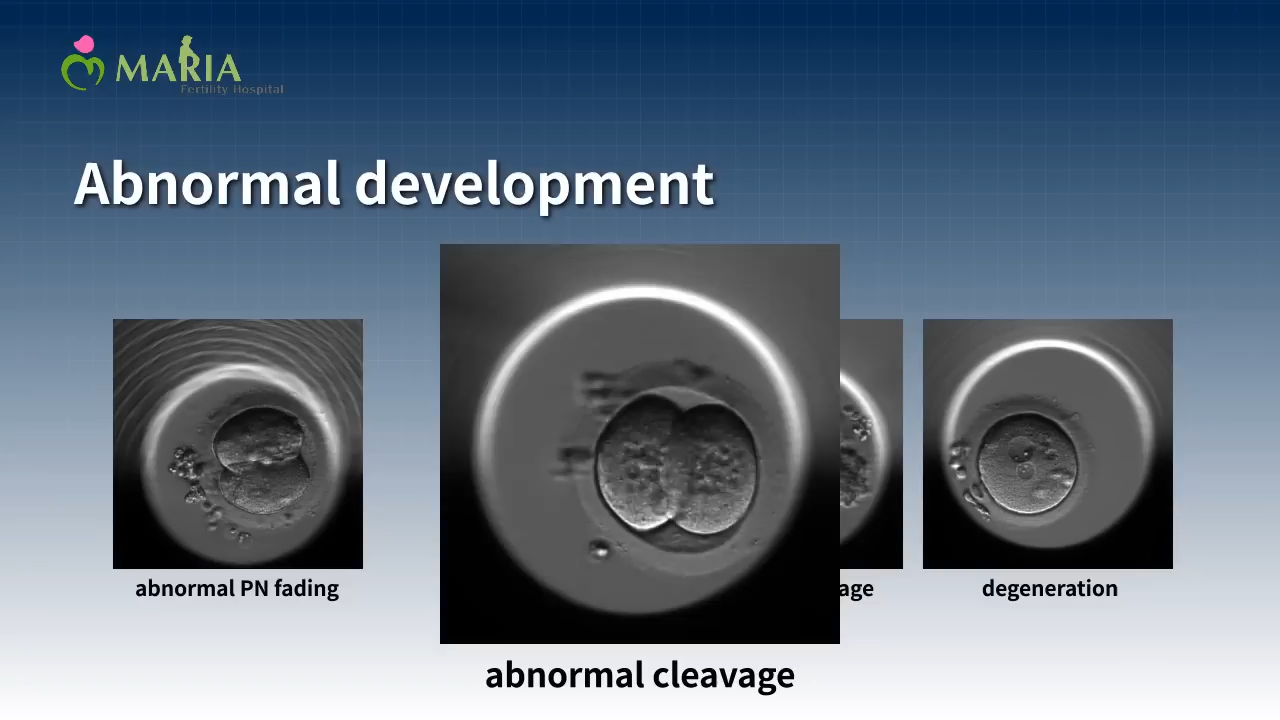 MARIA
Fertility Hospital
Abnormal development
abnormal PN fading
age
degeneration
abnormal cleavage